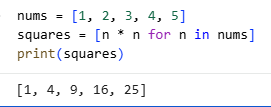 nums = [1, 2, 3, 4, 5]
squares = [n * n for n in nums]
print(squares)
[1, 4, 9, 16, 25]